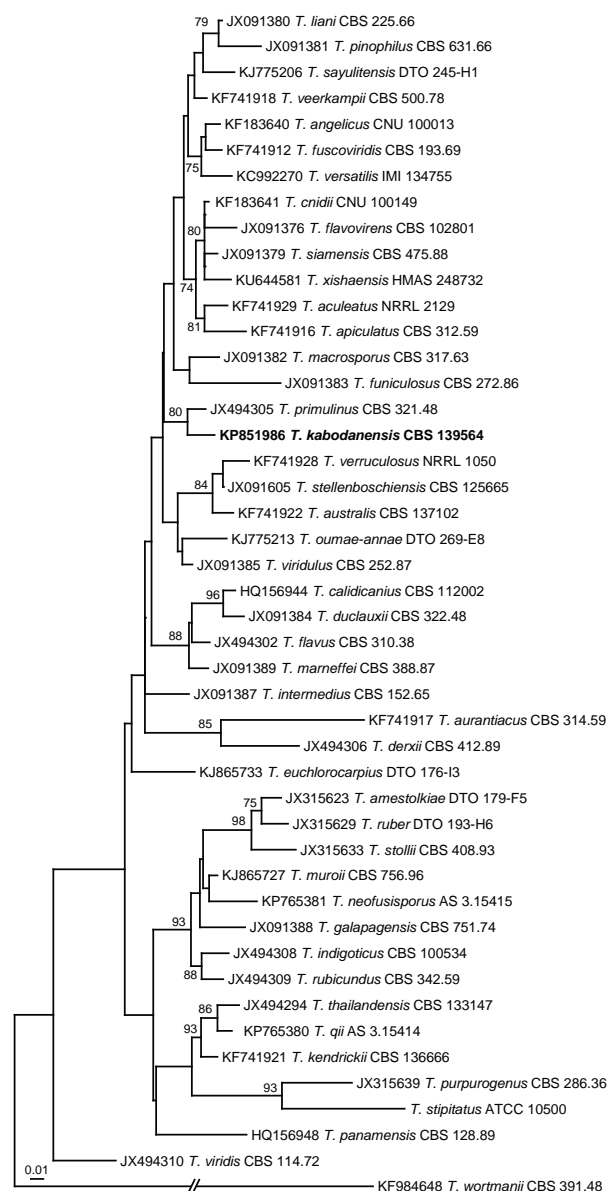 79
JX091380 T. liani CBS 225.66
JX091381 T. pinophilus CBS 631.66
KJ775206 T. sayulitensis DTO 245-H1
KF741918 T. veerkampii CBS 500.78
KF183640 T. angelicus CNU 100013
KF741912 T. fuscoviridis CBS 193.69
75
KC992270 T. versatilis IMI 134755
KF183641 T. cnidii CNU 100149
JX091376 T. flavovirens CBS 102801
80
JX091379 T. siamensis CBS 475.88
KU644581 T. xishaensis HMAS 248732
74
KF741929 T. aculeatus NRRL 2129
81
KF741916 T. apiculatus CBS 312.59
JX091382 T. macrosporus CBS 317.63
JX091383 T. funiculosus CBS 272.86
80
JX494305 T. primulinus CBS 321.48
KP851986 T. kabodanensis CBS 139564
KF741928 T. verruculosus NRRL 1050
84
JX091605 T. stellenboschiensis CBS 125665
KF741922 T. australis CBS 137102
KJ775213 T. oumae-annae DTO 269-E8
JX091385 T. viridulus CBS 252.87
96
HQ156944 T. calidicanius CBS 112002
JX091384 T. duclauxii CBS 322.48
88
JX494302 T. flavus CBS 310.38
JX091389 T. marneffei CBS 388.87
JX091387 T. intermedius CBS 152.65
85
KF741917 T. aurantiacus CBS 314.59
JX494306 T. derxii CBS 412.89
KJ865733 T. euchlorocarpius DTO 176-I3
75
JX315623 T. amestolkiae DTO 179-F5
98
JX315629 T. ruber DTO 193-H6
JX315633 T. stollii CBS 408.93
KJ865727 T. muroii CBS 756.96
KP765381 T. neofusisporus AS 3.15415
93
JX091388 T. galapagensis CBS 751.74
JX494308 T. indigoticus CBS 100534
88
JX494309 T. rubicundus CBS 342.59
86
JX494294 T. thailandensis CBS 133147
93
KP765380 T. qii AS 3.15414
KF741921 T. kendrickii CBS 136666
93
JX315639 T. purpurogenus CBS 286.36
T. stipitatus ATCC 10500
HQ156948 T. panamensis CBS 128.89
JX494310 T. viridis CBS 114.72
0.01
KF984648 T. wortmanii CBS 391.48